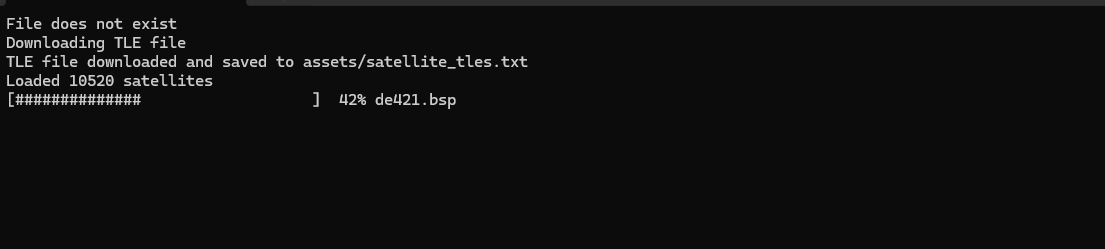 File does not exist
Downloading TLE file
TLE file downloaded and saved to assets/satellite_tles.txt
Loaded 10520 satellites
[##############                   ]  42% de421.bsp